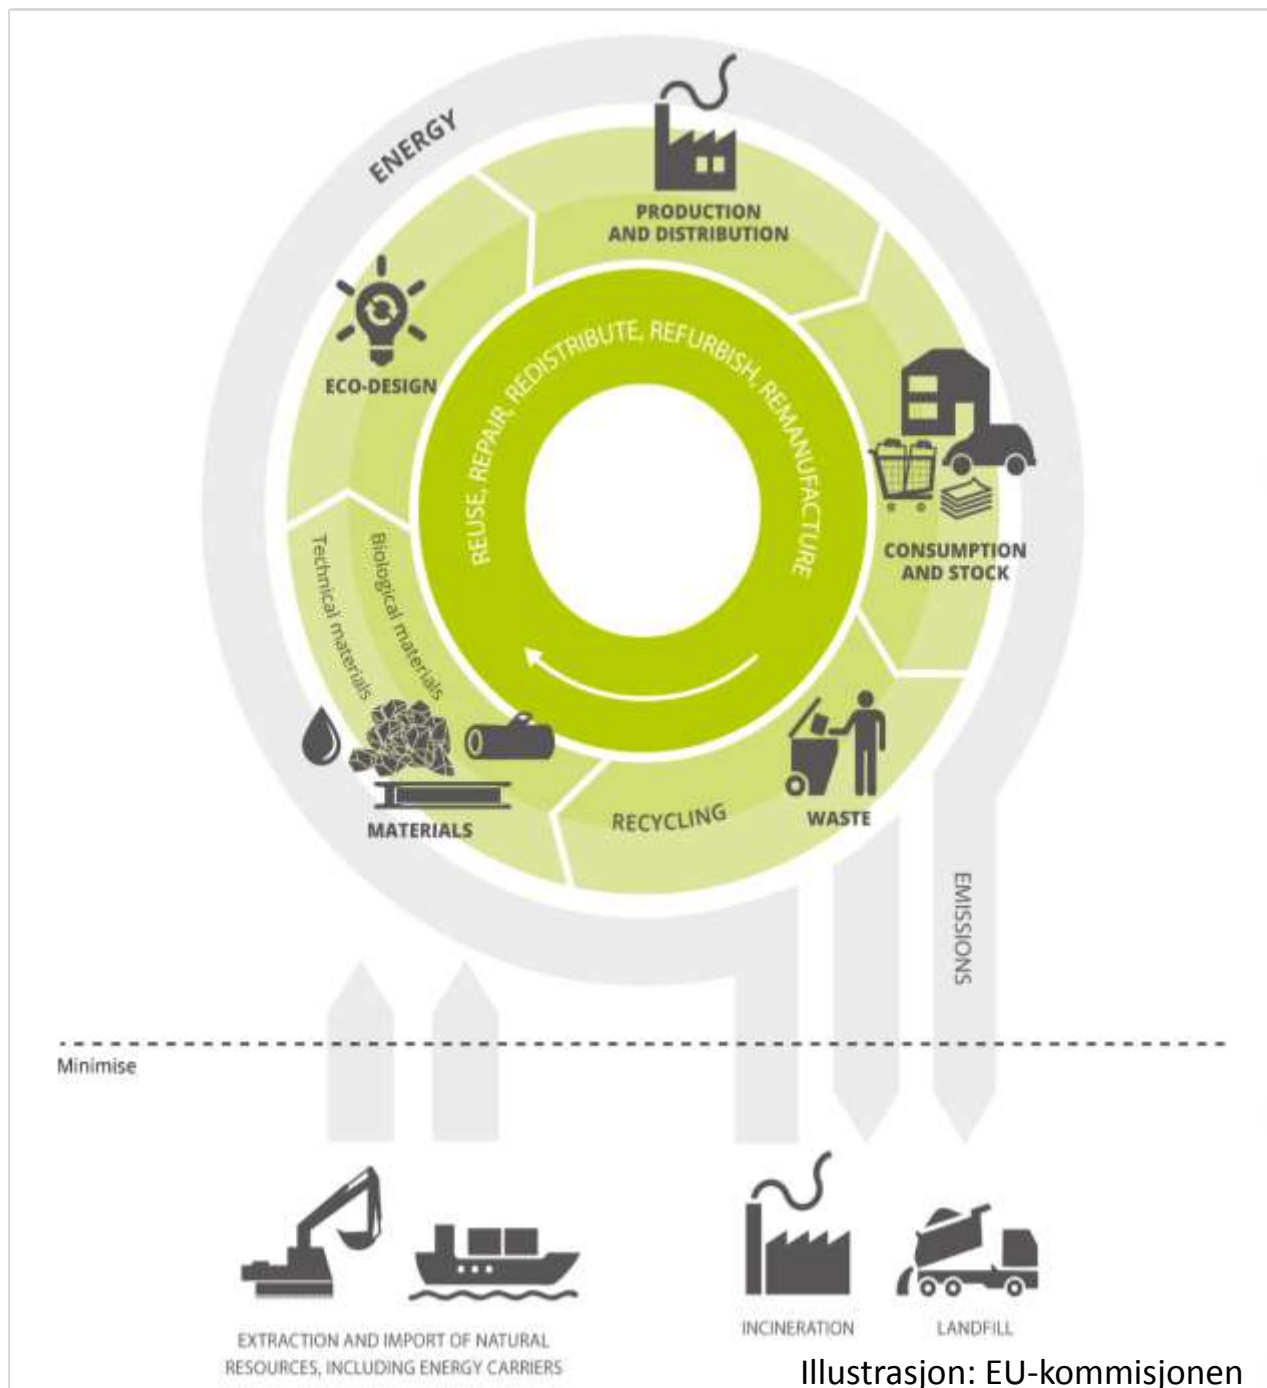 ENERGY
PRODUCTION
AND DISTRIBUTION
ECO-DESIGN
REUSE, REPAIR, REDISTRIBUTE, REFURBISH, REMANUFACTURE
CONSUMPTION
AND STOCK
Technical materials
Biological materials
MATERIALS
RECYCLING
WASTE
EMISSIONS
Minimise
EXTRACTION AND IMPORT OF NATURAL
RESOURCES, INCLUDING ENERGY CARRIERS
INCINERATION
LANDFILL
Illustrasjon: EU-kommisjonen